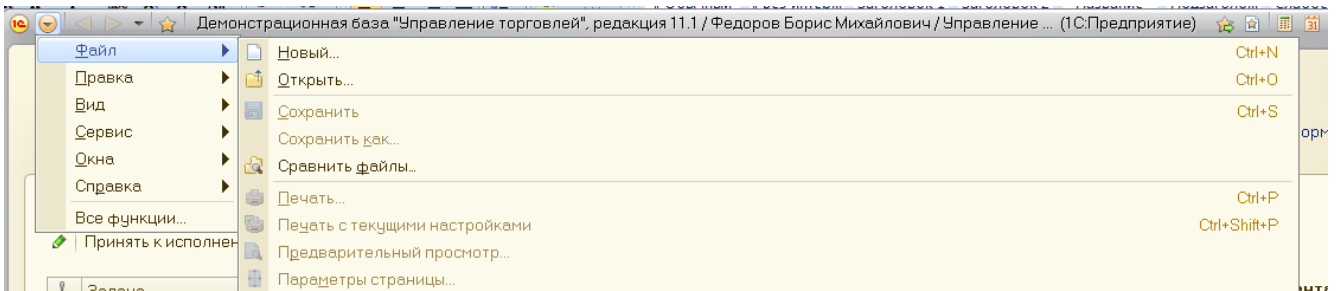 Демонстрационная база "Управление торговлей", редакция 11.1 / Федоров Борис Михайлович / Управление ... (1С:Предприятие) 31
Файл
Правка
Вид
Сервис
Окна
Справка
Все функции...
Новый... Ctrl+N
Открыть... Ctrl+O
Сохранить Ctrl+S
Сохранить как...
Сравнить файлы...
Печать... Ctrl+P
Печать с текущими настройками Ctrl+Shift+P
Предварительный просмотр...
Параметры страницы...
Принять к исполнен
орм